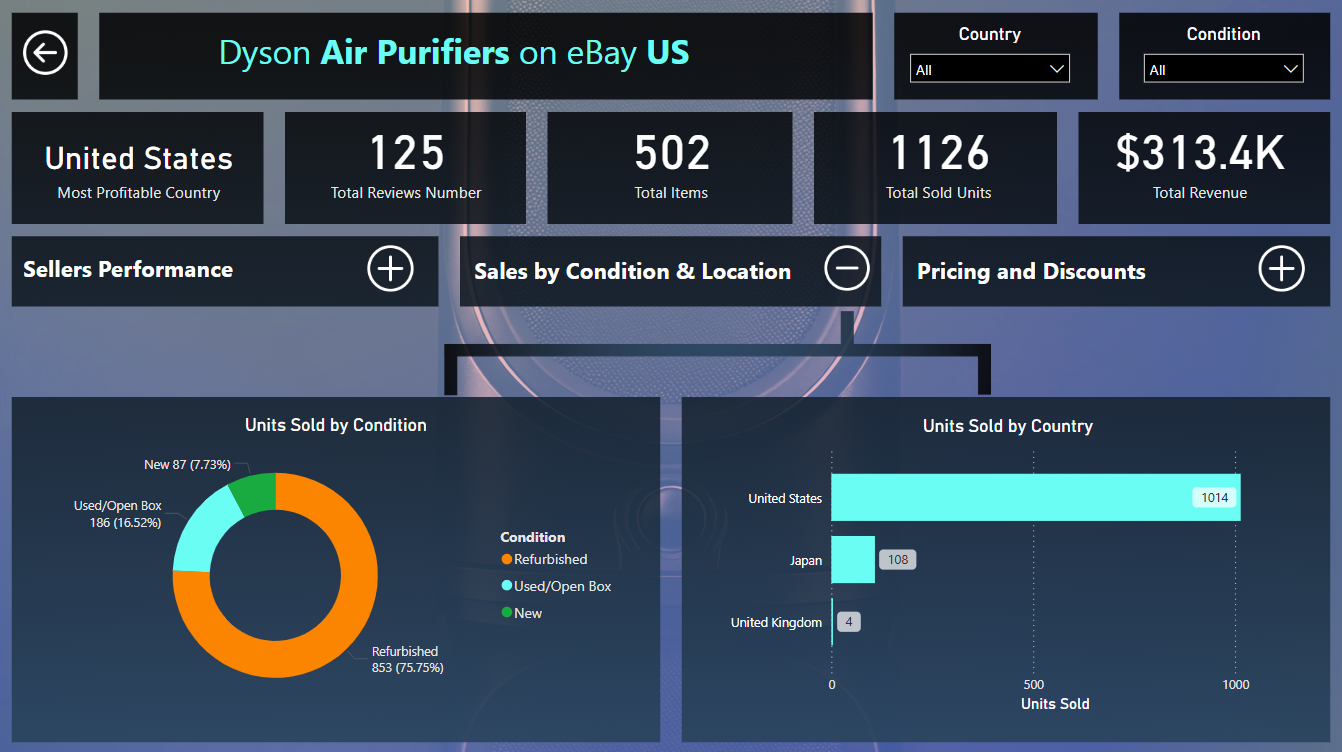 Dyson Air Purifiers on eBay US
Country
All
Condition
All
United States
Most Profitable Country
125
Total Reviews Number
502
Total Items
1126
Total Sold Units
$313.4K
Total Revenue
Sellers Performance
Sales by Condition & Location
Pricing and Discounts
Units Sold by Condition
New 87 (7.73%)
Used/Open Box
186 (16.52%)
Refurbished
853 (75.75%)
Condition
Refurbished
Used/Open Box
New
Units Sold by Country
United States
1014
Japan
108
United Kingdom
4
0
500
1000
Units Sold